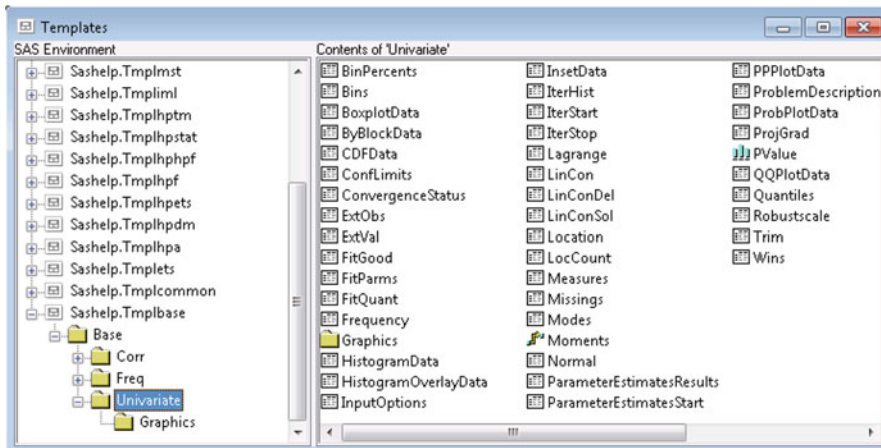 Templates
SAS Environment
Sashelp.Tmplmst
Sashelp.Tmpliml
Sashelp.Tmplhptm
Sashelp.Tmplhpstat
Sashelp.Tmplhphpf
Sashelp.Tmplhpf
Sashelp.Tmplhpets
Sashelp.Tmplhpdm
Sashelp.Tmplhpa
Sashelp.Tmplets
Sashelp.Tmplcommon
Sashelp.Tmplbase
Base
Corr
Freq
Univariate
Graphics
Contents of 'Univariate'
BinPercents
Bins
BoxplotData
ByBlockData
CDFData
ConfLimits
ConvergenceStatus
ExtObs
ExtVal
FitGood
FitParms
FitQuant
Frequency
Graphics
HistogramData
HistogramOverlayData
InputOptions
InsetData
IterHist
IterStart
IterStop
Lagrange
LinCon
LinConDel
LinConSol
Location
LocCount
Measures
Missings
Modes
Moments
Normal
ParameterEstimatesResults
ParameterEstimatesStart
PPPlotData
ProblemDescription
ProbPlotData
ProjGrad
PValue
QQPlotData
Quantiles
Robustscale
Trim
Wins